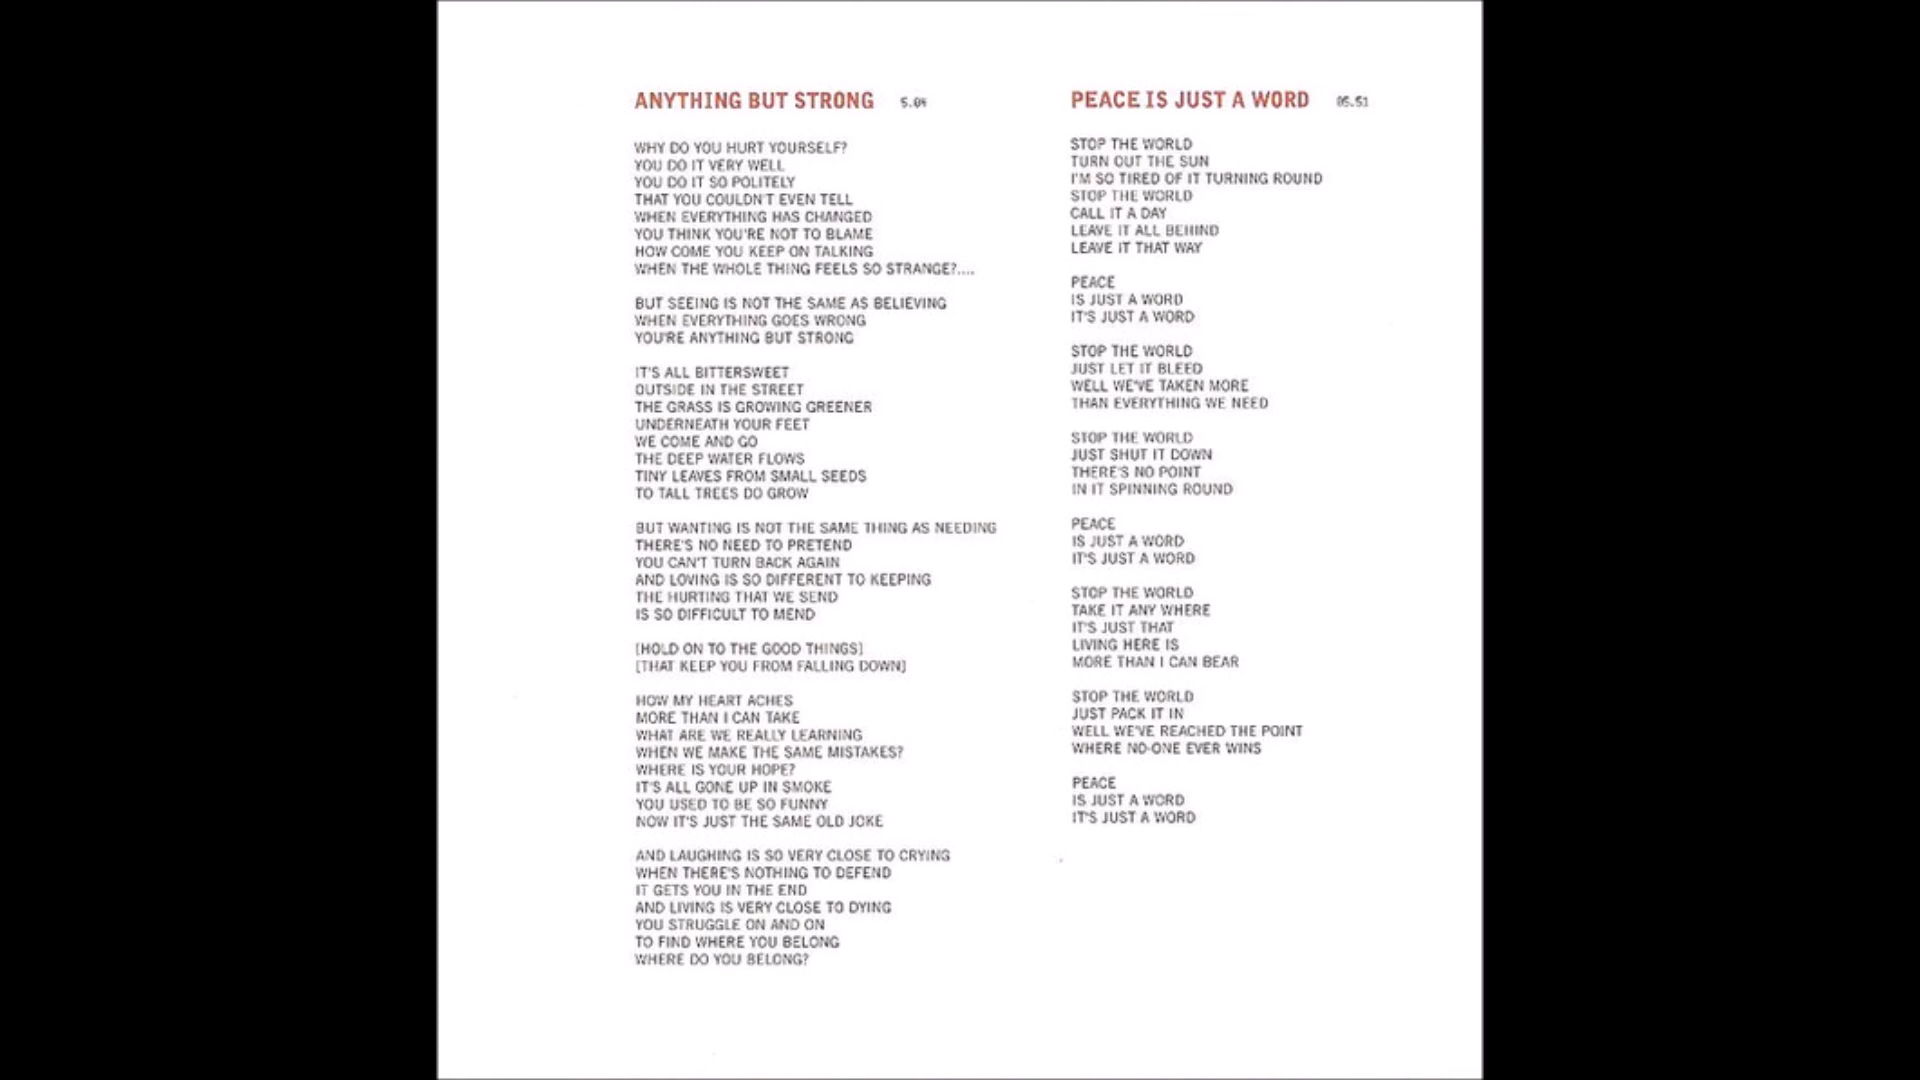 ANYTHING BUT STRONG 5.04
WHY DO YOU HURT YOURSELF?
YOU DO IT VERY WELL
YOU DO IT SO POLITELY
THAT YOU COULDN'T EVEN TELL
WHEN EVERYTHING HAS CHANGED
YOU THINK YOU'RE NOT TO BLAME
HOW COME YOU KEEP ON TALKING
WHEN THE WHOLE THING FEELS SO STRANGE?....
BUT SEEING IS NOT THE SAME AS BELIEVING
WHEN EVERYTHING GOES WRONG
YOU'RE ANYTHING BUT STRONG
IT'S ALL BITTERSWEET
OUTSIDE IN THE STREET
THE GRASS IS GROWING GREENER
UNDERNEATH YOUR FEET
WE COME AND GO
THE DEEP WATER FLOWS
TINY LEAVES FROM SMALL SEEDS
TO TALL TREES DO GROW
BUT WANTING IS NOT THE SAME THING AS NEEDING
THERE'S NO NEED TO PRETEND
YOU CAN'T TURN BACK AGAIN
AND LOVING IS SO DIFFERENT TO KEEPING
THE HURTING THAT WE SEND
IS SO DIFFICULT TO MEND
[HOLD ON TO THE GOOD THINGS]
[THAT KEEP YOU FROM FALLING DOWN]
HOW MY HEART ACHES
MORE THAN I CAN TAKE
WHAT ARE WE REALLY LEARNING
WHEN WE MAKE THE SAME MISTAKES?
WHERE IS YOUR HOPE?
IT'S ALL GONE UP IN SMOKE
YOU USED TO BE SO FUNNY
NOW IT'S JUST THE SAME OLD JOKE
AND LAUGHING IS SO VERY CLOSE TO CRYING
WHEN THERE'S NOTHING TO DEFEND
IT GETS YOU IN THE END
AND LIVING IS VERY CLOSE TO DYING
YOU STRUGGLE ON AND ON
TO FIND WHERE YOU BELONG
WHERE DO YOU BELONG?
PEACE IS JUST A WORD 05.51
STOP THE WORLD
TURN OUT THE SUN
I'M SO TIRED OF IT TURNING ROUND
STOP THE WORLD
CALL IT A DAY
LEAVE IT ALL BEHIND
LEAVE IT THAT WAY
PEACE
IS JUST A WORD
IT'S JUST A WORD
STOP THE WORLD
JUST LET IT BLEED
WELL WE'VE TAKEN MORE
THAN EVERYTHING WE NEED
STOP THE WORLD
JUST SHUT IT DOWN
THERE'S NO POINT
IN IT SPINNING ROUND
PEACE
IS JUST A WORD
IT'S JUST A WORD
STOP THE WORLD
TAKE IT ANY WHERE
IT'S JUST THAT
LIVING HERE IS
MORE THAN I CAN BEAR
STOP THE WORLD
JUST PACK IT IN
WELL WE'VE REACHED THE POINT
WHERE NO-ONE EVER WINS
PEACE
IS JUST A WORD
IT'S JUST A WORD